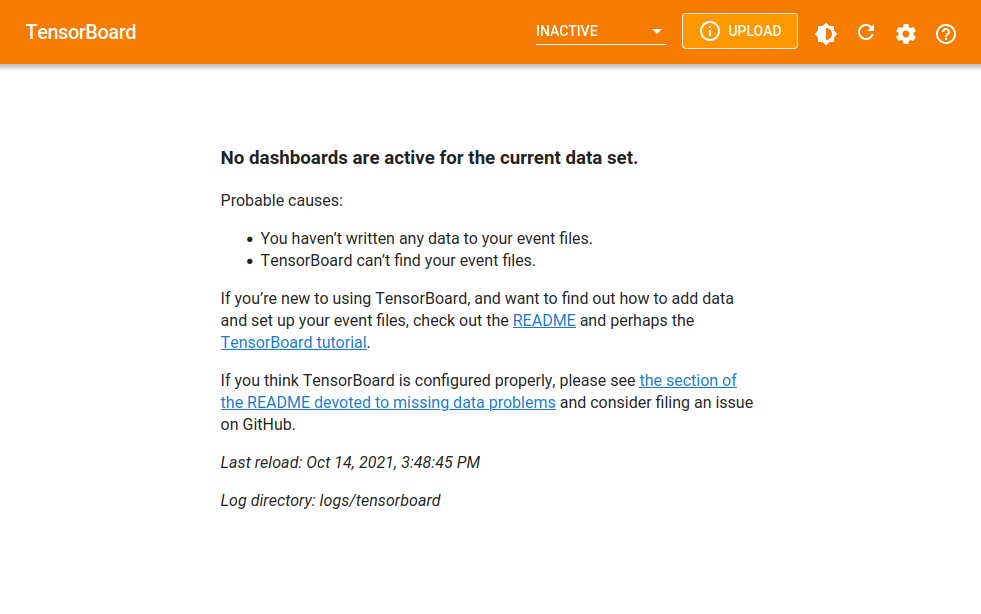 TensorBoard
INACTIVE
UPLOAD
No dashboards are active for the current data set.
Probable causes:
• You haven’t written any data to your event files.
• TensorBoard can’t find your event files.
If you’re new to using TensorBoard, and want to find out how to add data
and set up your event files, check out the README and perhaps the
TensorBoard tutorial.
If you think TensorBoard is configured properly, please see the section of
the README devoted to missing data problems and consider filing an issue
on GitHub.
Last reload: Oct 14, 2021, 3:48:45 PM
Log directory: logs/tensorboard